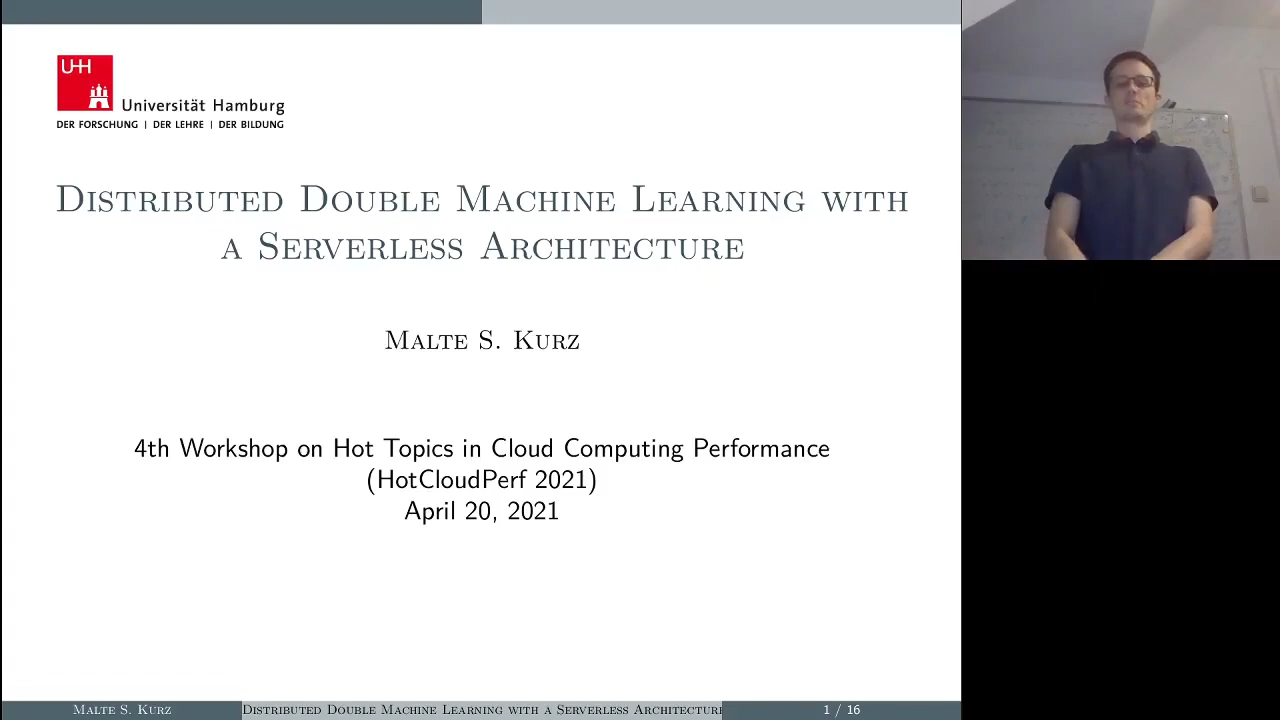 UHH
Universität Hamburg
DER FORSCHUNG | DER LEHRE | DER BILDUNG
DISTRIBUTED DOUBLE MACHINE LEARNING WITH
A SERVERLESS ARCHITECTURE
MALTE S. KURZ
4th Workshop on Hot Topics in Cloud Computing Performance
(HotCloudPerf 2021)
April 20, 2021
MALTE S. KURZ
DISTRIBUTED DOUBLE MACHINE LEARNING WITH A SERVERLESS ARCHITECTURE
1 / 16